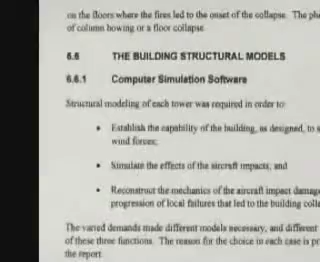 on the floors where the fires led to the onset of the collapse. The
of column bowing or a floor collapse.
6.6 THE BUILDING STRUCTURAL MODELS
6.6.1 Computer Simulation Software
Structural modeling of each tower was required in order to:
• Establish the capability of the building, as designed, to
wind forces;
• Simulate the effects of the aircraft impacts, and
• Reconstruct the mechanics of the aircraft impact damage
progression of local failures that led to the building
The varied demands made different models necessary, and different
of these three functions. The reason for the choice in each case is
the report.